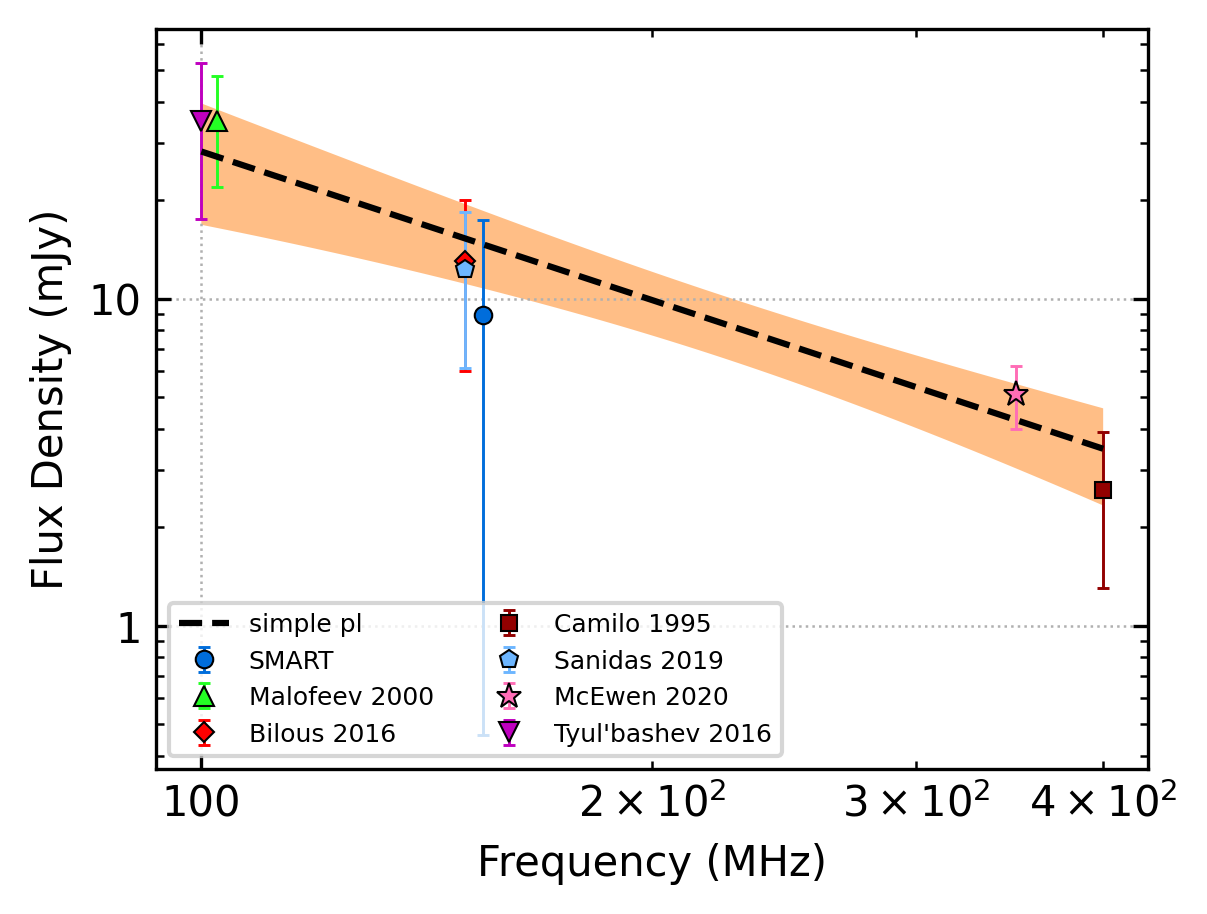 Flux Density (mJy)
10
1
simple pl
SMART
Malofeev 2000
Bilous 2016
Camilo 1995
Sanidas 2019
McEwen 2020
Tyul'bashev 2016
100
2 × 10²
3 × 10²
4 × 10²
Frequency (MHz)